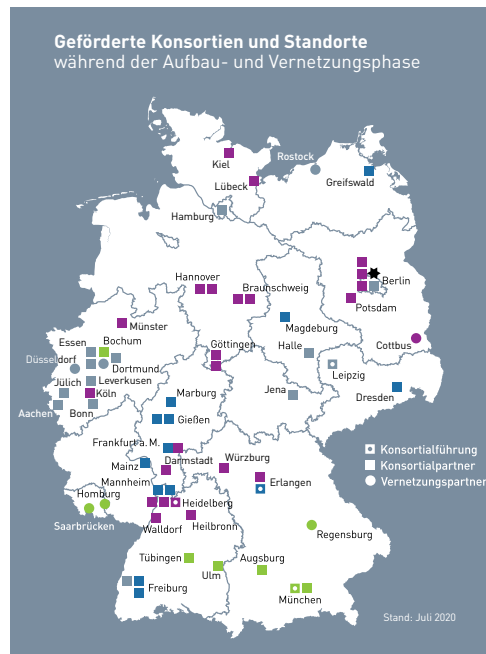 Geförderte Konsortien und Standorte
während der Aufbau- und Vernetzungsphase
Kiel
Rostock
Lübeck
Greifswald
Hamburg
Hannover
Braunschweig
Berlin
Potsdam
Münster
Magdeburg
Cottbus
Essen
Bochum
Göttingen
Halle
Düsseldorf
Dortmund
Leipzig
Jülich
Leverkusen
Köln
Marburg
Jena
Dresden
Aachen
Bonn
Gießen
Frankfurt a.M.
Konsortialführung
Mainz
Darmstadt
Würzburg
Konsortialpartner
Mannheim
Erlangen
Vernetzungspartner
Homburg
Heidelberg
Saarbrücken
Walldorf
Heilbronn
Regensburg
Tübingen
Augsburg
Ulm
Freiburg
München
Stand: Juli 2020